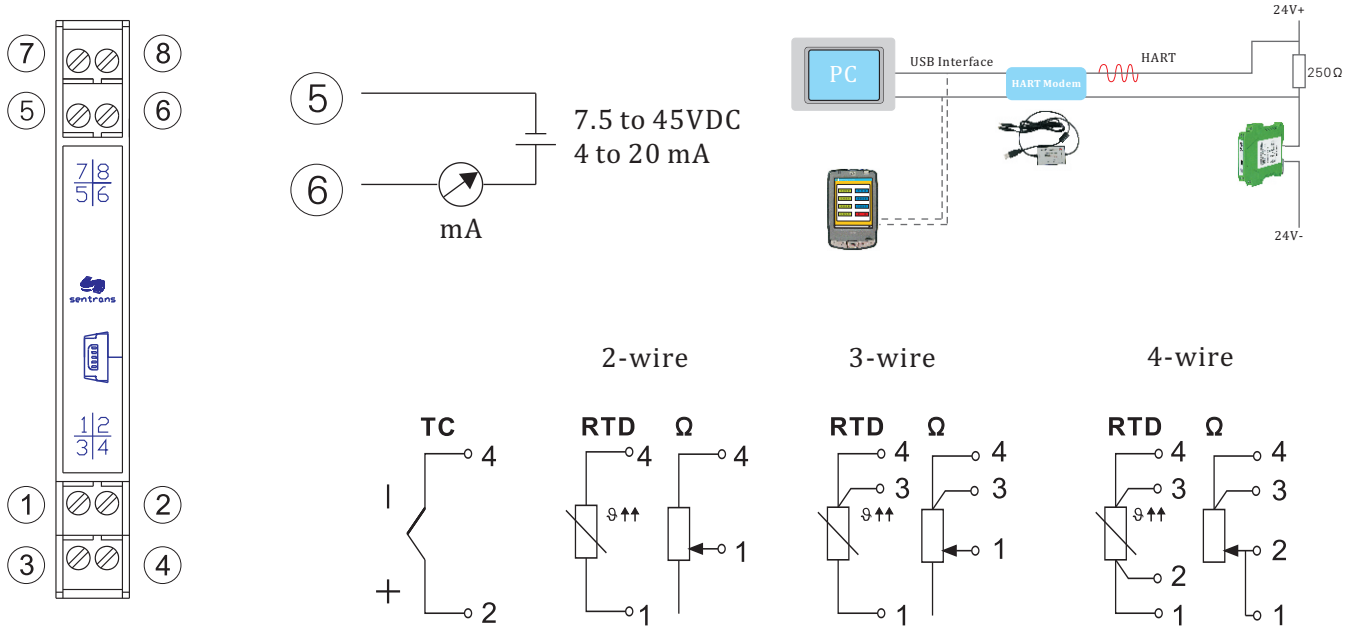 7 8
5 6
7 8
5 6
sentrans
1 2
3 4
1 2
3 4
5
6
mA
7.5 to 45VDC
4 to 20 mA
PC
USB Interface
HART Modem
HART
24V+
250Ω
24V-
2-wire
3-wire
4-wire
TC
4
2
RTD
4
ϑ
1
Ω
4
1
RTD
4
3
ϑ
1
Ω
4
3
1
RTD
4
3
ϑ
2
1
Ω
4
3
2
1